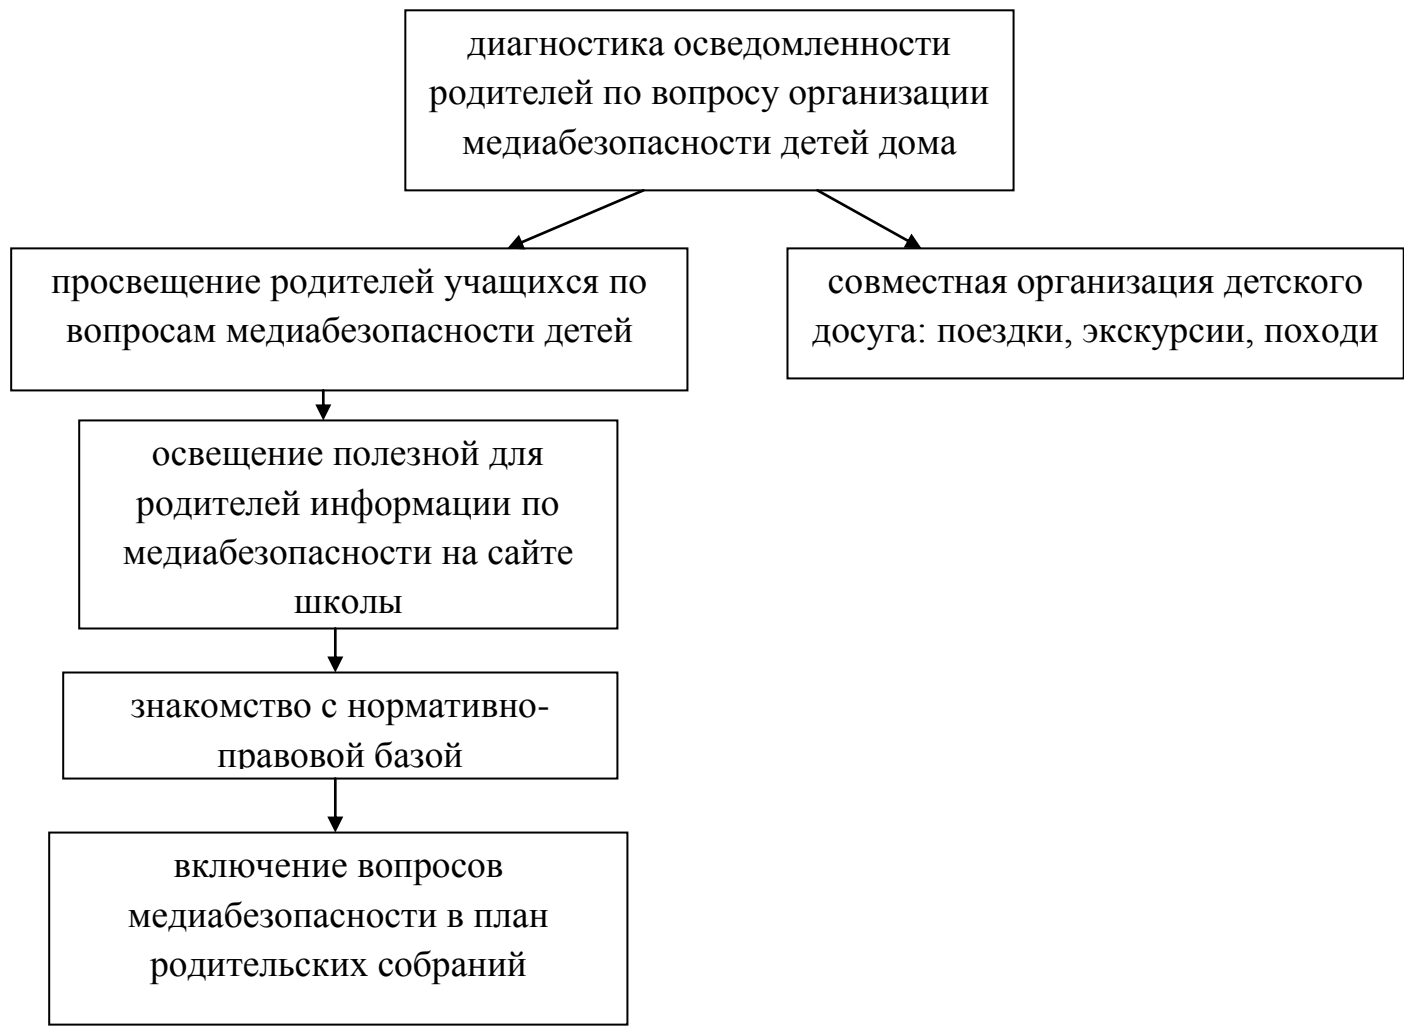 диагностика осведомленности
родителей по вопросу организации
медиабезопасности детей дома
просвещение родителей учащихся по
вопросам медиабезопасности детей
совместная организация детского
досуга: поездки, экскурсии, походи
освещение полезной для
родителей информации по
медиабезопасности на сайте
школы
знакомство с нормативно-
правовой базой
включение вопросов
медиабезопасности в план
родительских собраний